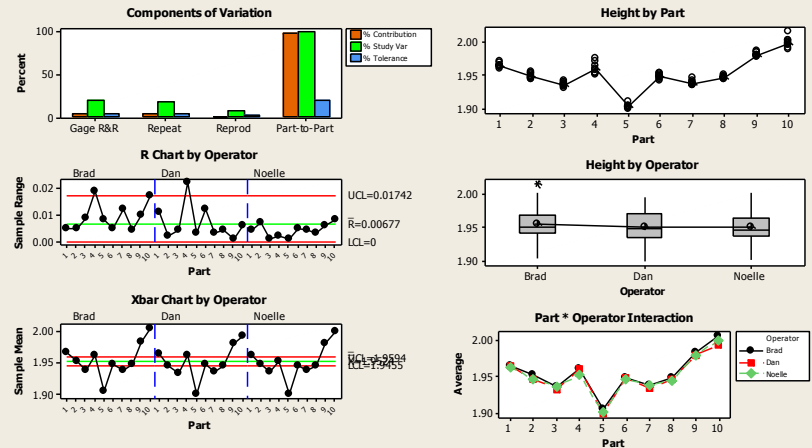 Components of Variation
Percent
100
50
0
Gage R&R Repeat Reprod Part-to-Part
% Contribution
% Study Var
% Tolerance
Height by Part
2.00
1.95
1.90
1 2 3 4 5 6 7 8 9 10
Part
R Chart by Operator
Brad Dan Noelle
Sample Range
0.02
0.01
0.00
UCL=0.01742
R̅=0.00677
LCL=0
1 2 3 4 5 6 7 8 9 10 1 2 3 4 5 6 7 8 9 10 1 2 3 4 5 6 7 8 9 10
Part
Height by Operator
2.00
1.95
1.90
Brad Dan Noelle
Operator
Xbar Chart by Operator
Brad Dan Noelle
Sample Mean
2.00
1.95
1.90
UCL=1.9594
LCL=1.9455
1 2 3 4 5 6 7 8 9 10 1 2 3 4 5 6 7 8 9 10 1 2 3 4 5 6 7 8 9 10
Part
Part * Operator Interaction
Average
2.00
1.95
1.90
1 2 3 4 5 6 7 8 9 10
Part
Operator
Brad
Dan
Noelle